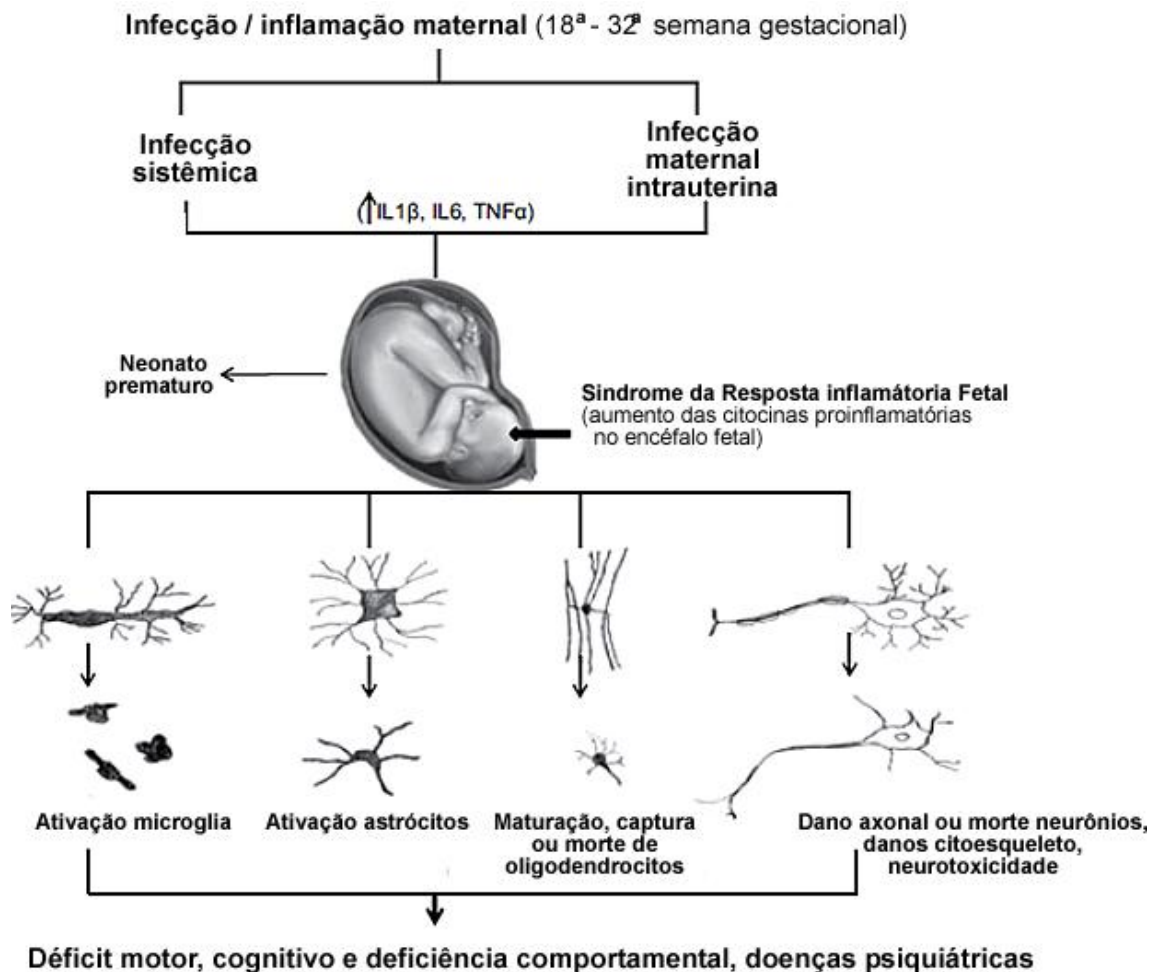 Infecção / inflamação maternal (18ª - 32ª semana gestacional)
Infecção
sistêmica
Infecção
maternal
intrauterina
(↑IL1β, IL6, TNFα)
Neonato
prematuro
Sindrome da Resposta inflamátoria Fetal
(aumento das citocinas proinflamatórias
no encéfalo fetal)
Ativação microglia
Ativação astrócitos
Maturação, captura
ou morte de
oligodendrocitos
Dano axonal ou morte neurônios,
danos citoesqueleto,
neurotoxicidade
Déficit motor, cognitivo e deficiência comportamental, doenças psiquiátricas